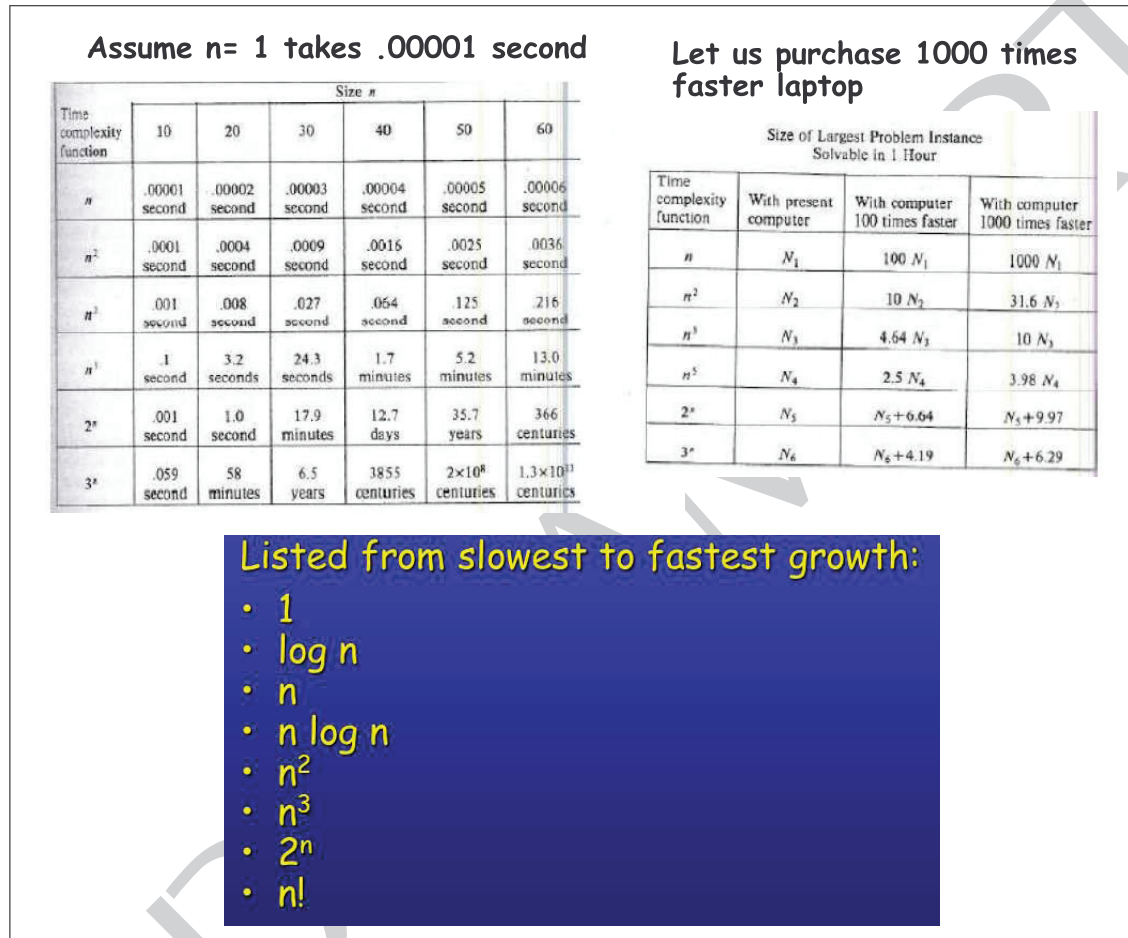 Assume n= 1 takes .00001 second
Size n
Time complexity function 10 20 30 40 50 60
n .00001 second .00002 second .00003 second .00004 second .00005 second .00006 second
n² .0001 second .0004 second .0009 second .0016 second .0025 second .0036 second
n³ .001 second .008 second .027 second .064 second .125 second .216 second
.1 second 3.2 seconds 24.3 seconds 1.7 minutes 5.2 minutes 13.0 minutes
2ⁿ .001 second 1.0 second 17.9 minutes 12.7 days 35.7 years 366 centuries
3ⁿ .059 second 58 minutes 6.5 years 3855 centuries 2×10⁸ centuries 1.3×10¹³ centuries
Let us purchase 1000 times
faster laptop
Size of Largest Problem Instance
Solvable in 1 Hour
Time complexity function With present computer With computer 100 times faster With computer 1000 times faster
n N₁ 100 N₁ 1000 N₁
n² N₂ 10 N₂ 31.6 N₂
n³ N₃ 4.64 N₃ 10 N₃
n⁵ N₄ 2.5 N₄ 3.98 N₄
2ⁿ N₅ N₅+6.64 N₅+9.97
3ⁿ N₆ N₆+4.19 N₆+6.29
Listed from slowest to fastest growth:
• 1
• log n
• n
• n log n
• n²
• n³
• 2ⁿ
• n!